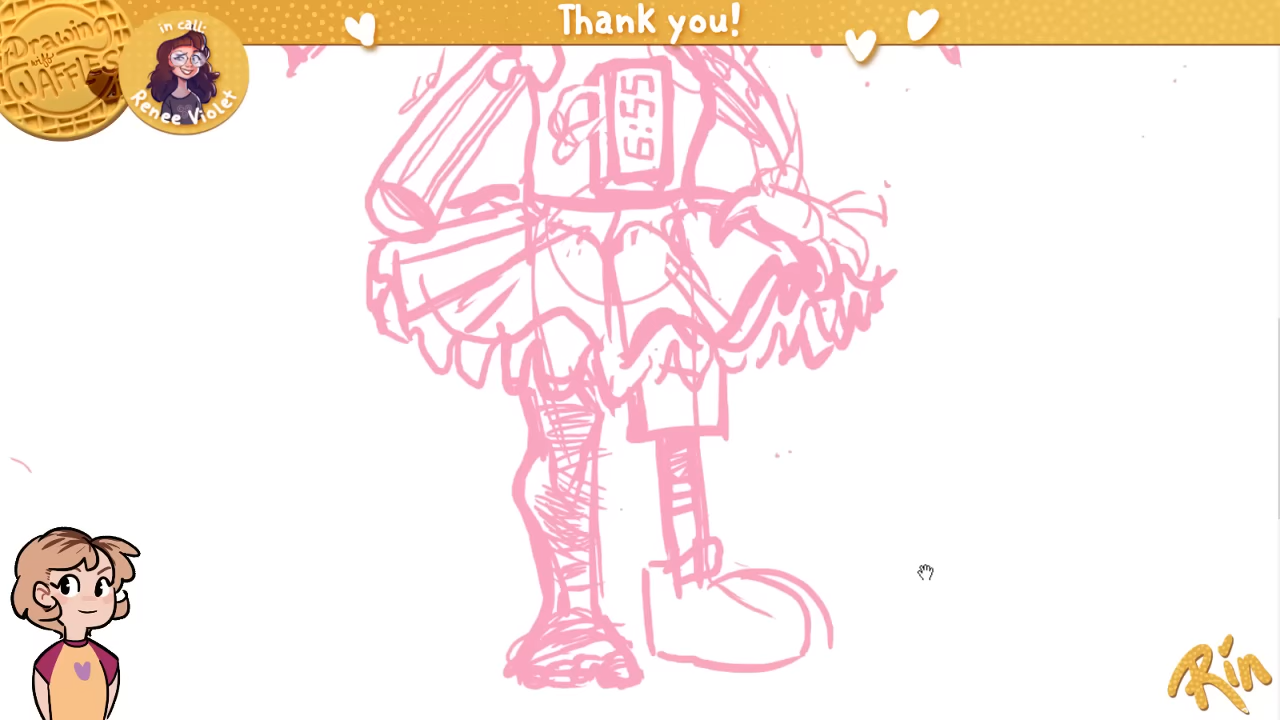 Thank you!
Drawing
with
WAFFLES
in call:
Renee Violet
6:55
Rin